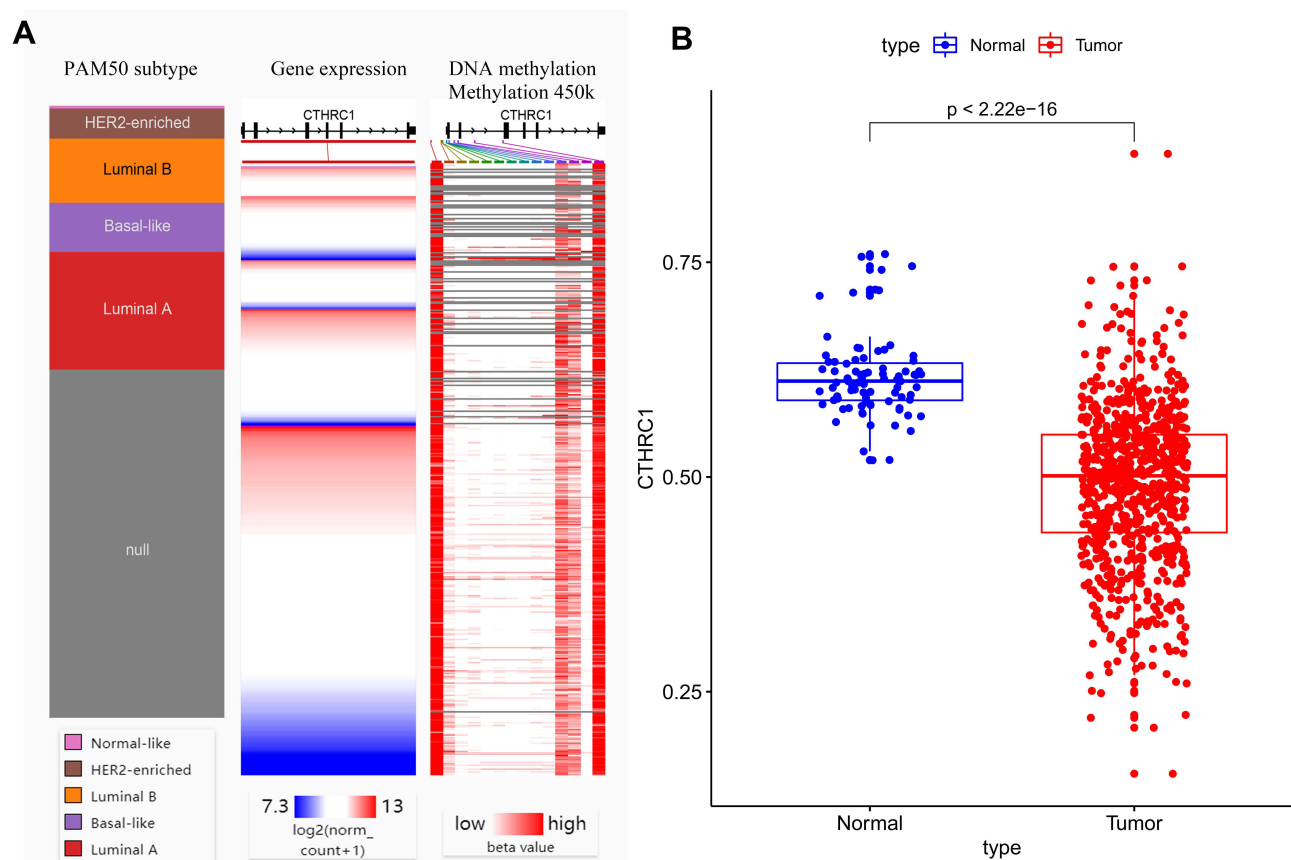 A
PAM50 subtype
Gene expression
DNA methylation
Methylation 450k
CTHRC1
CTHRC1
HER2-enriched
Luminal B
Basal-like
Luminal A
null
Normal-like
HER2-enriched
Luminal B
Basal-like
Luminal A
7.3
13
log2(norm_
count+1)
low
high
beta value
B
type
Normal
Tumor
p < 2.22e−16
0.75
0.50
0.25
CTHRC1
Normal
Tumor
type